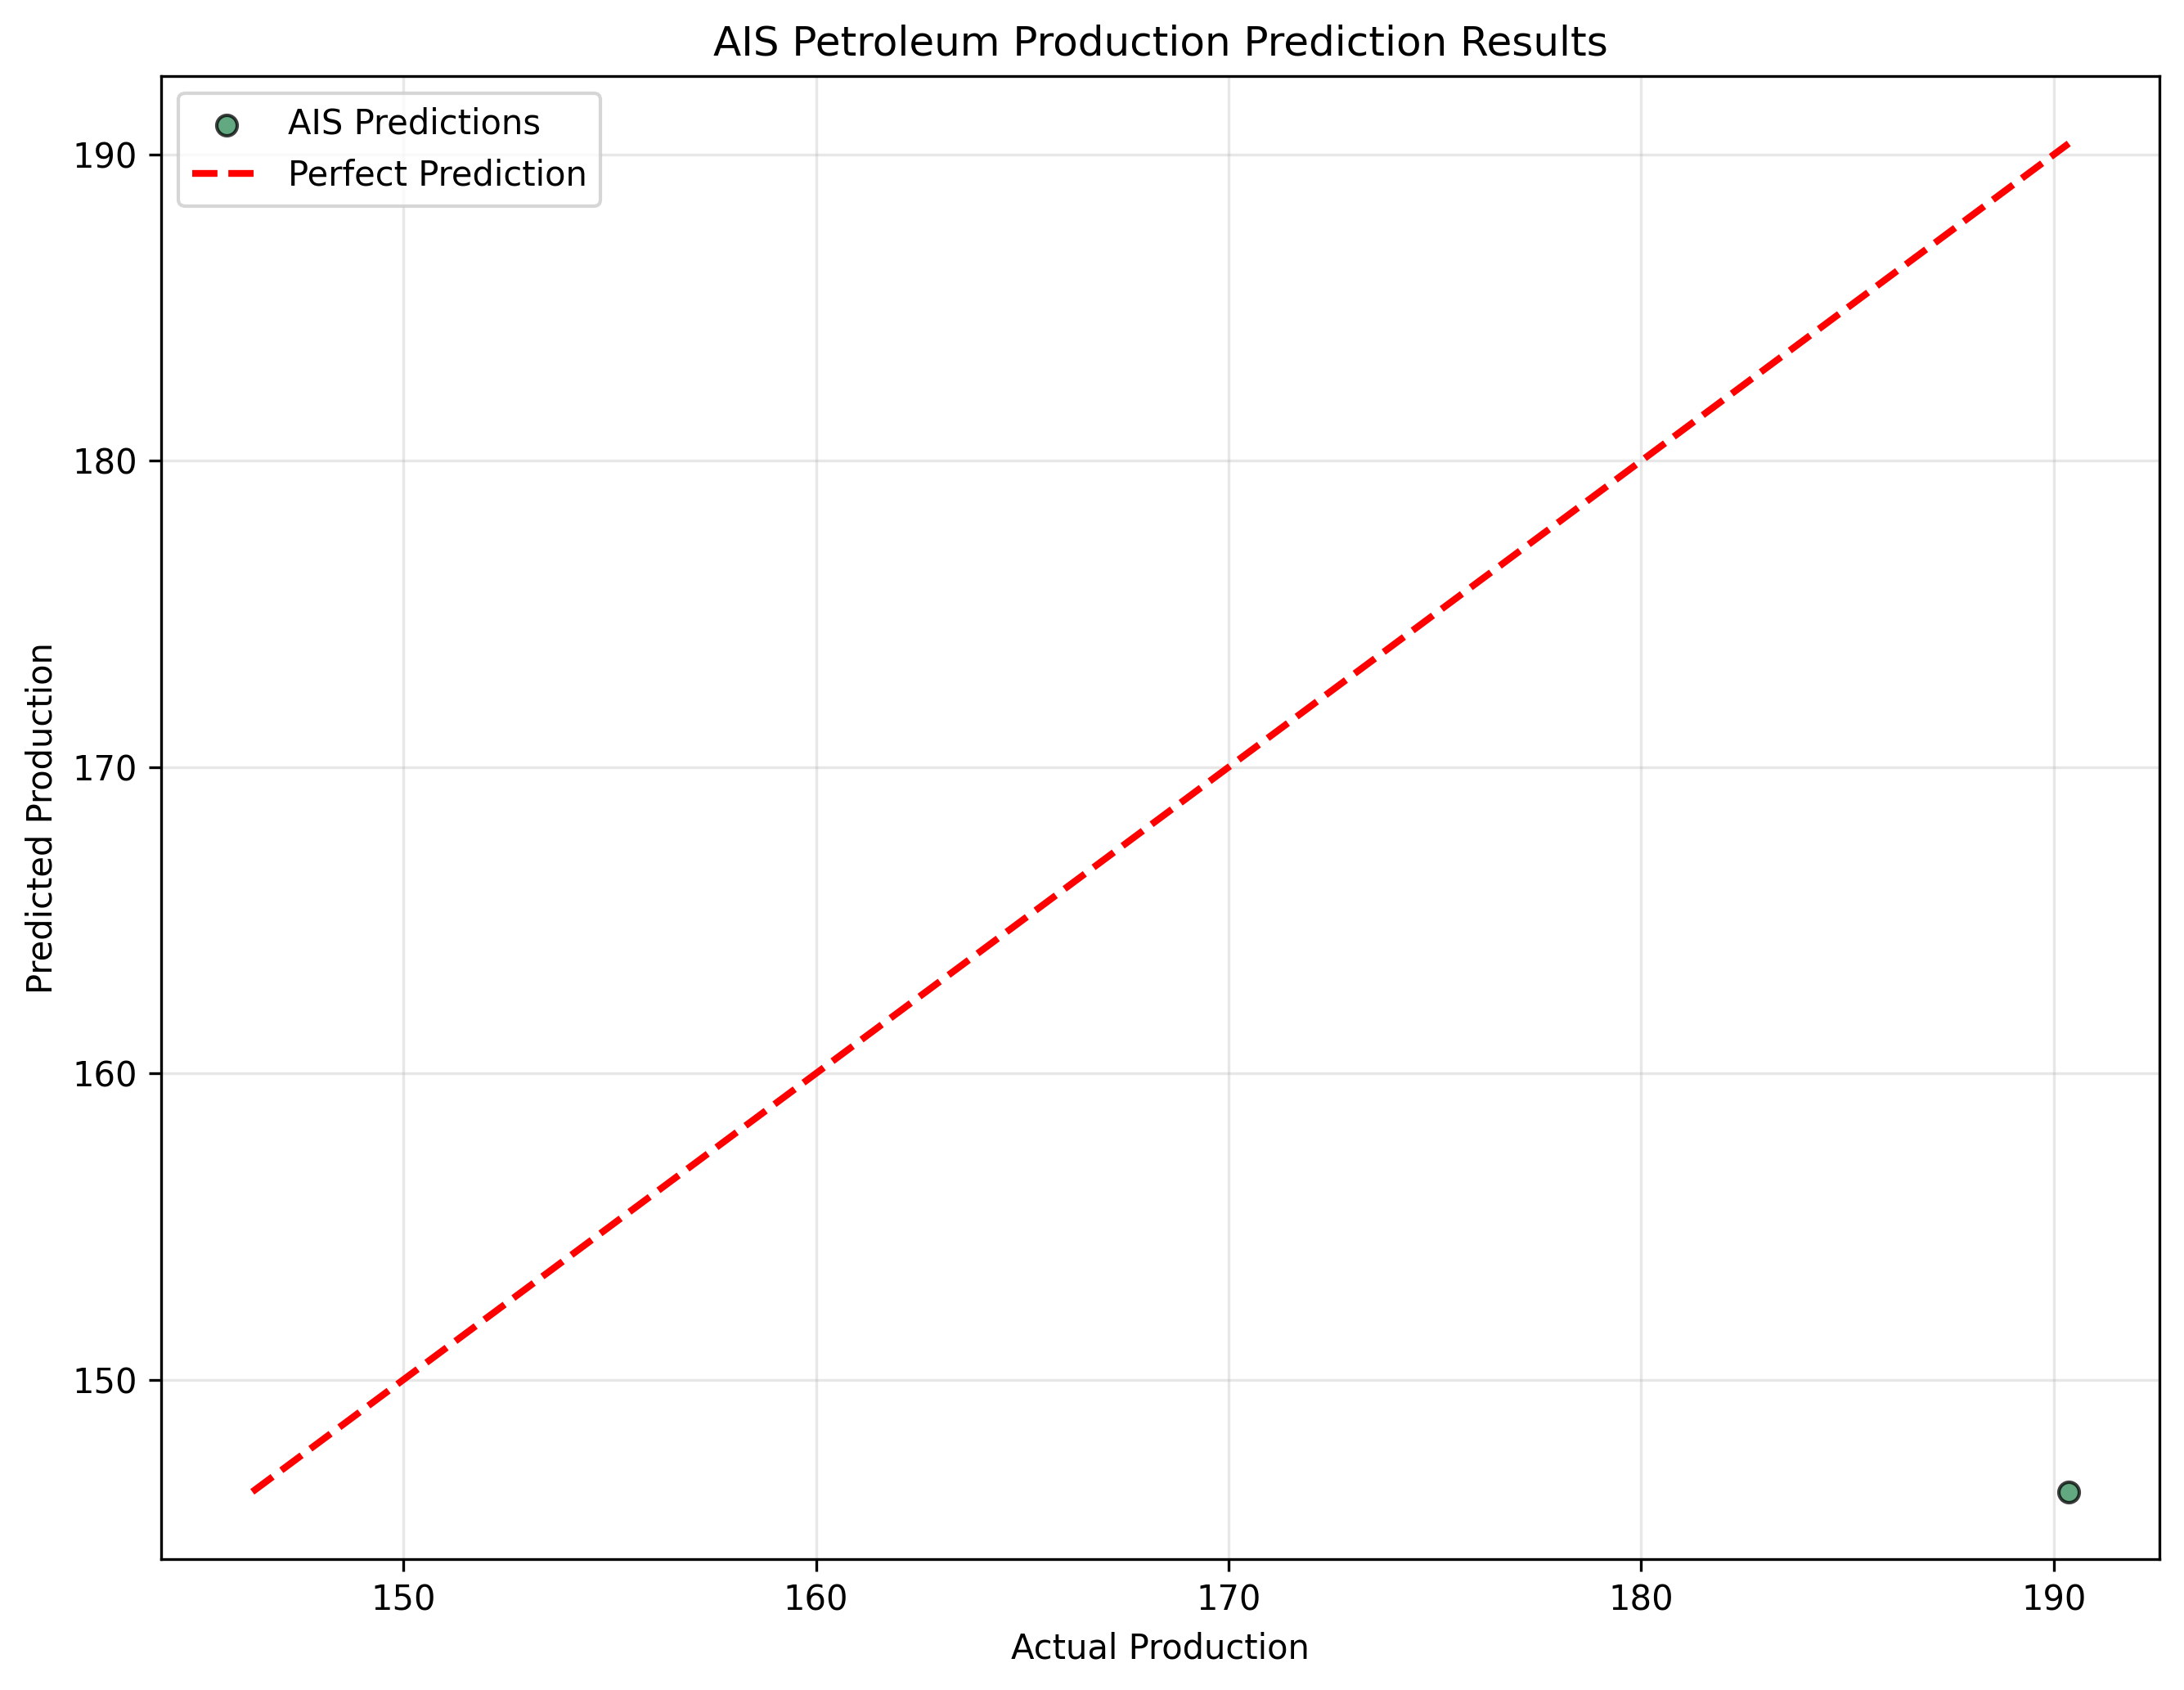 AIS Petroleum Production Prediction Results
AIS Predictions
Perfect Prediction
190
180
170
160
150
Predicted Production
150
160
170
180
190
Actual Production